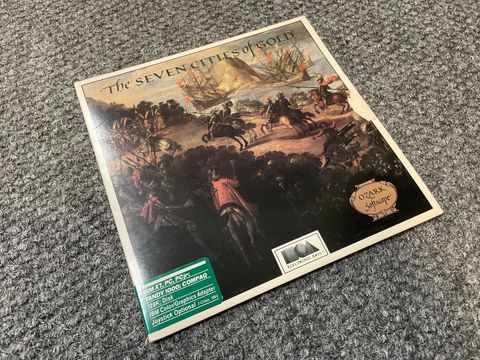 The SEVEN CITIES of GOLD
OZARK
Softscape
ELECTRONIC ARTS
IBM XT, PC, PCjr;
TANDY 1000; COMPAQ
128K; Disk
IBM Color/Graphics Adapter
Joystick Optional